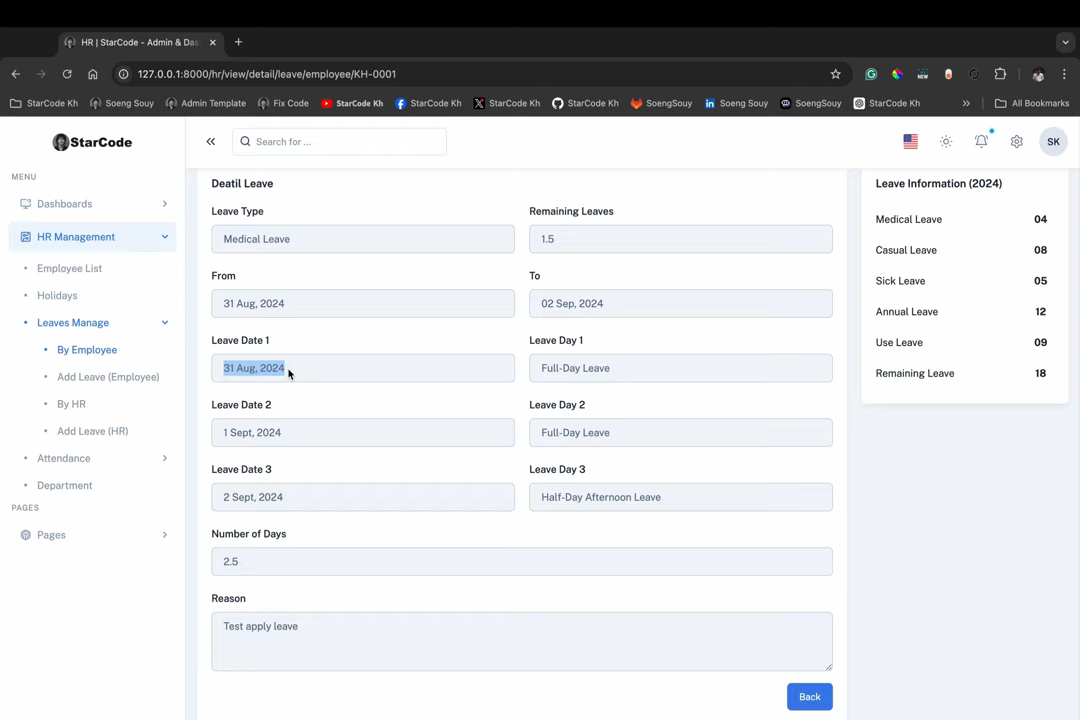 HR | StarCode - Admin & Das
127.0.0.1:8000/hr/view/detail/leave/employee/KH-0001
StarCode Kh
Soeng Souy
Admin Template
Fix Code
StarCode Kh
StarCode Kh
StarCode Kh
StarCode Kh
SoengSouy
Soeng Souy
SoengSouy
StarCode Kh
All Bookmarks
StarCode
Search for ...
SK
MENU
Dashboards
HR Management
Employee List
Holidays
Leaves Manage
By Employee
Add Leave (Employee)
By HR
Add Leave (HR)
Attendance
Department
PAGES
Pages
Deatil Leave
Leave Type
Remaining Leaves
Medical Leave
1.5
From
To
31 Aug, 2024
02 Sep, 2024
Leave Date 1
Leave Day 1
31 Aug, 2024
Full-Day Leave
Leave Date 2
Leave Day 2
1 Sept, 2024
Full-Day Leave
Leave Date 3
Leave Day 3
2 Sept, 2024
Half-Day Afternoon Leave
Number of Days
2.5
Reason
Test apply leave
Back
Leave Information (2024)
Medical Leave 04
Casual Leave 08
Sick Leave 05
Annual Leave 12
Use Leave 09
Remaining Leave 18